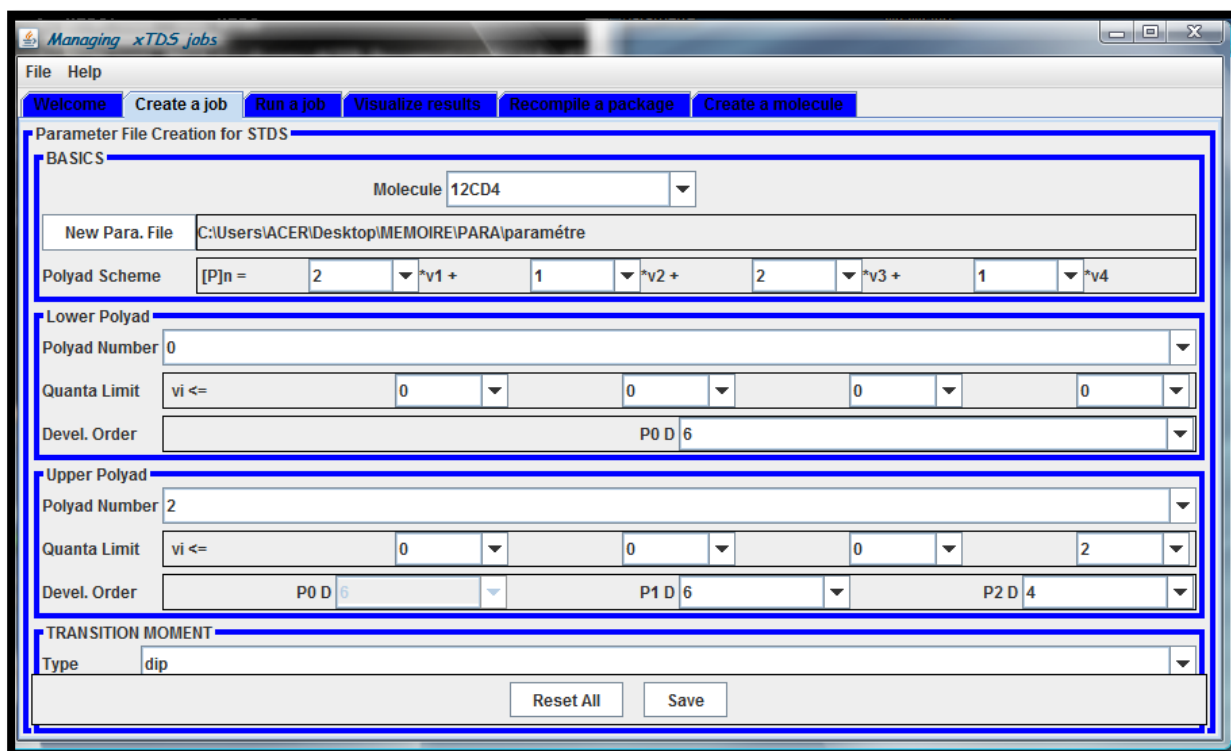 Managing xTDS jobs
File Help
Welcome Create a job Run a job Visualize results Recompile a package Create a molecule
Parameter File Creation for STDS
BASICS
Molecule 12CD4
New Para. File C:\Users\ACER\Desktop\MEMOIRE\PARA\paramétre
Polyad Scheme [P]n = 2 *v1 + 1 *v2 + 2 *v3 + 1 *v4
Lower Polyad
Polyad Number 0
Quanta Limit vi <= 0 0 0 0
Devel. Order P0 D 6
Upper Polyad
Polyad Number 2
Quanta Limit vi <= 0 0 0 2
Devel. Order P0 D 6 P1 D 6 P2 D 4
TRANSITION MOMENT
Type dip
Reset All Save